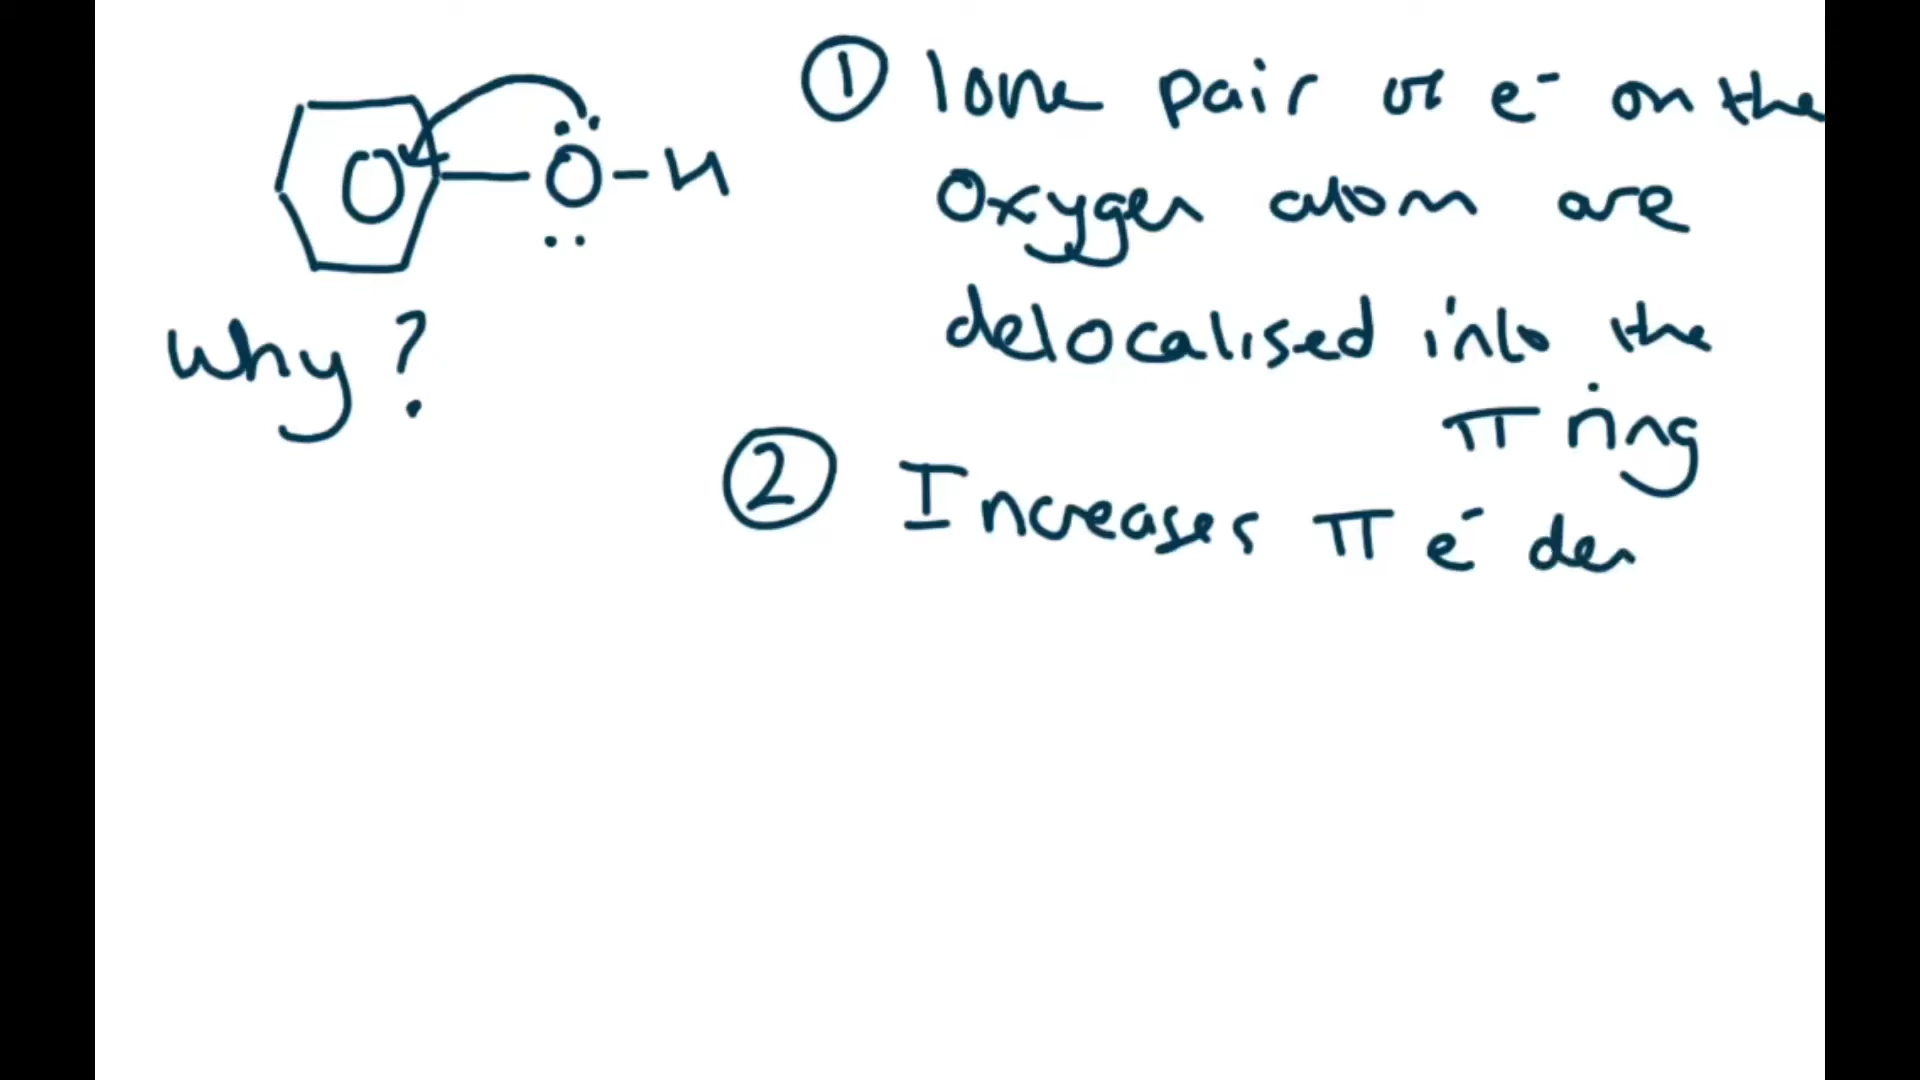 Ö-H
Why?
① lone pair of e⁻ on the
Oxygen atom are
delocalised into the
π ring
② Increases π e⁻ den